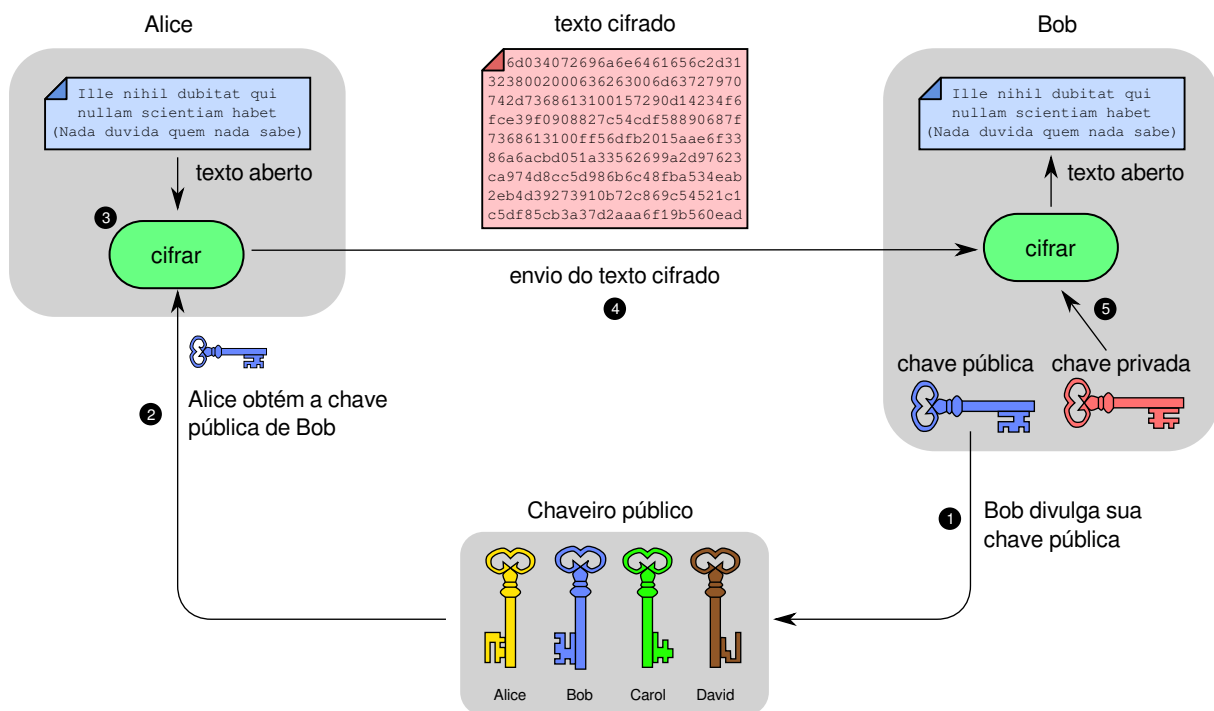 Alice
texto cifrado
Bob
Ille nihil dubitat qui
nullam scientiam habet
(Nada duvida quem nada sabe)
texto aberto
3
cifrar
6d034072696a6e6461656c2d31
3238002000636263006d63727970
742d7368613100157290d14234f6
fce39f0908827c54cdf58890687f
7368613100ff56dfb2015aae6f33
86a6acbd051a33562699a2d97623
ca974d8cc5d986b6c48fba534eab
2eb4d39273910b72c869c54521c1
c5df85cb3a37d2aaa6f19b560ead
envio do texto cifrado
4
Ille nihil dubitat qui
nullam scientiam habet
(Nada duvida quem nada sabe)
texto aberto
cifrar
5
chave pública
chave privada
2
Alice obtém a chave
pública de Bob
1
Bob divulga sua
chave pública
Chaveiro público
Alice
Bob
Carol
David